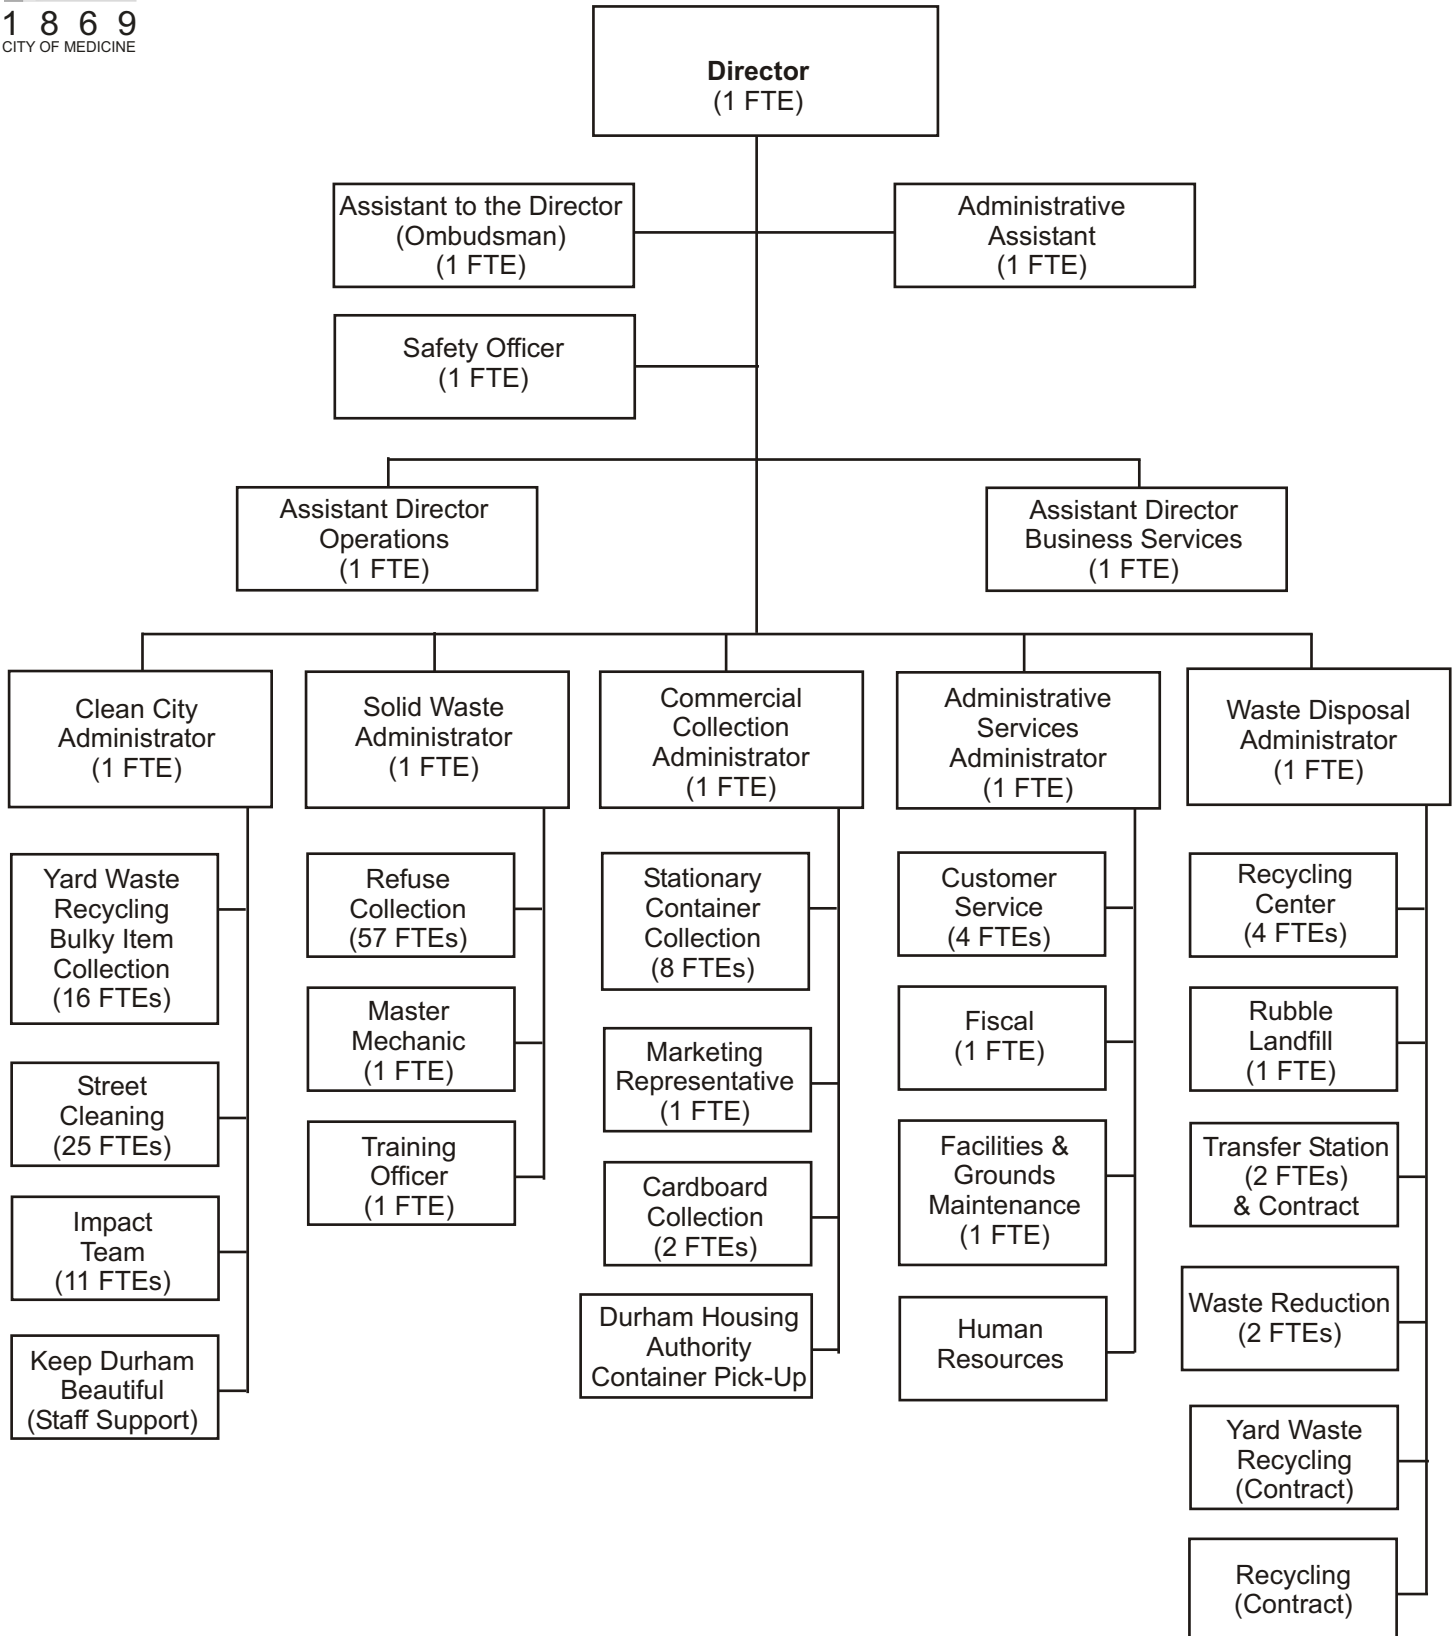 1 8 6 9
CITY OF MEDICINE
Director
(1 FTE)
Assistant to the Director
(Ombudsman)
(1 FTE)
Administrative
Assistant
(1 FTE)
Safety Officer
(1 FTE)
Assistant Director
Operations
(1 FTE)
Assistant Director
Business Services
(1 FTE)
Clean City
Administrator
(1 FTE)
Yard Waste
Recycling
Bulky Item
Collection
(16 FTEs)
Street
Cleaning
(25 FTEs)
Impact
Team
(11 FTEs)
Keep Durham
Beautiful
(Staff Support)
Solid Waste
Administrator
(1 FTE)
Refuse
Collection
(57 FTEs)
Master
Mechanic
(1 FTE)
Training
Officer
(1 FTE)
Commercial
Collection
Administrator
(1 FTE)
Stationary
Container
Collection
(8 FTEs)
Marketing
Representative
(1 FTE)
Cardboard
Collection
(2 FTEs)
Durham Housing
Authority
Container Pick-Up
Administrative
Services
Administrator
(1 FTE)
Customer
Service
(4 FTEs)
Fiscal
(1 FTE)
Facilities &
Grounds
Maintenance
(1 FTE)
Human
Resources
Waste Disposal
Administrator
(1 FTE)
Recycling
Center
(4 FTEs)
Rubble
Landfill
(1 FTE)
Transfer Station
(2 FTEs)
& Contract
Waste Reduction
(2 FTEs)
Yard Waste
Recycling
(Contract)
Recycling
(Contract)